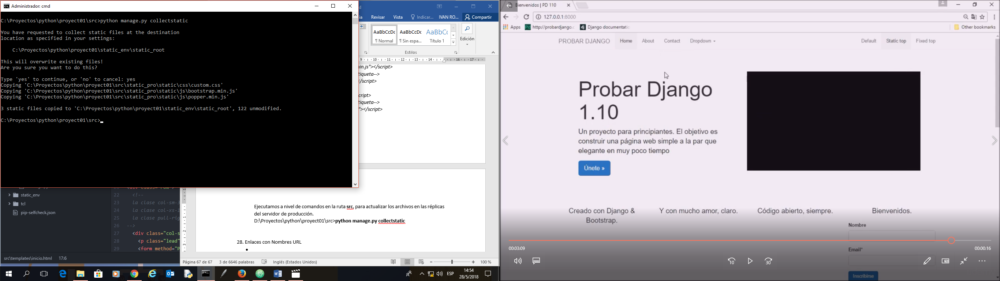 Administrador: cmd
C:\Proyectos\python\proyect01\src>python manage.py collectstatic
You have requested to collect static files at the destination
location as specified in your settings:
C:\Proyectos\python\proyect01\static_env\static_root
This will overwrite existing files!
Are you sure you want to do this?
Type 'yes' to continue, or 'no' to cancel: yes
Copying 'C:\Proyectos\python\proyect01\src\static_pro\static\css\custom.css'
Copying 'C:\Proyectos\python\proyect01\src\static_pro\static\js\bootstrap.min.js'
Copying 'C:\Proyectos\python\proyect01\src\static_pro\static\js\popper.min.js'
3 static files copied to 'C:\Proyectos\python\proyect01\static_env\static_root', 122 unmodified.
C:\Proyectos\python\proyect01\src>
static_env
tcl
pip-selfcheck.json
22 <!--
23 la clase col-sm-3
24 la clase col-xs-1
25 la clase pull-rig
26 -->
27 <div class="col-s
28 <p class="lead"
29 <form method="P
src\templates\inicio.html 17:6
Revisar Vista Indicar... IVAN RO... Compartir
AaBbCcDc AaBbCcDc AaBbCc
¶ Normal ¶ Sin espa... Título 1
Edición
Estilos
9 10 11 12 13 14 16 17
min.js"></script>
tiqueta-->
</script>
script>
tiqueta-->
"></script>
Ejecutamos a nivel de comandos en la ruta src, para actualizar los archivos en las réplicas
del servidor de producción.
D:\Proyectos\python\proyect01\src>python manage.py collectstatic
28. Enlaces con Nombres URL
Página 67 de 67 3 de 6646 palabras Inglés (Estados Unidos) 100 %
ESP
14:54
28/5/2018
Bienvenidos | PD 110
127.0.0.1:8000
Apps http://probardjango.c Django documentatic Other bookmarks
PROBAR DJANGO Home About Contact Dropdown Default Static top Fixed top
Probar Django
1.10
Un proyecto para principiantes. El objetivo es
construir una página web simple a la par que
elegante en muy poco tiempo
Únete »
Creado con Django &
Bootstrap.
Y con mucho amor, claro.
Código abierto, siempre.
Bienvenidos.
Nombre
Email*
Inscribirse
00:03:09 00:00:16
10 30